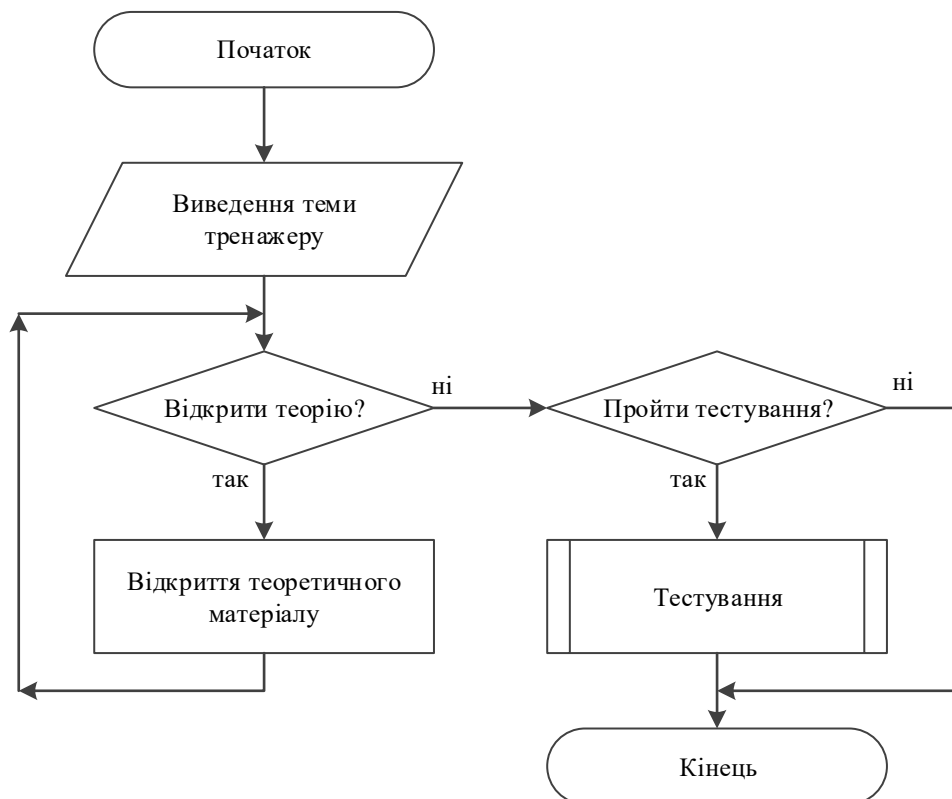 Початок
Виведення теми
тренажеру
Відкрити теорію?
ні
Пройти тестування?
ні
так
так
Відкриття теоретичного
матеріалу
Тестування
Кінець